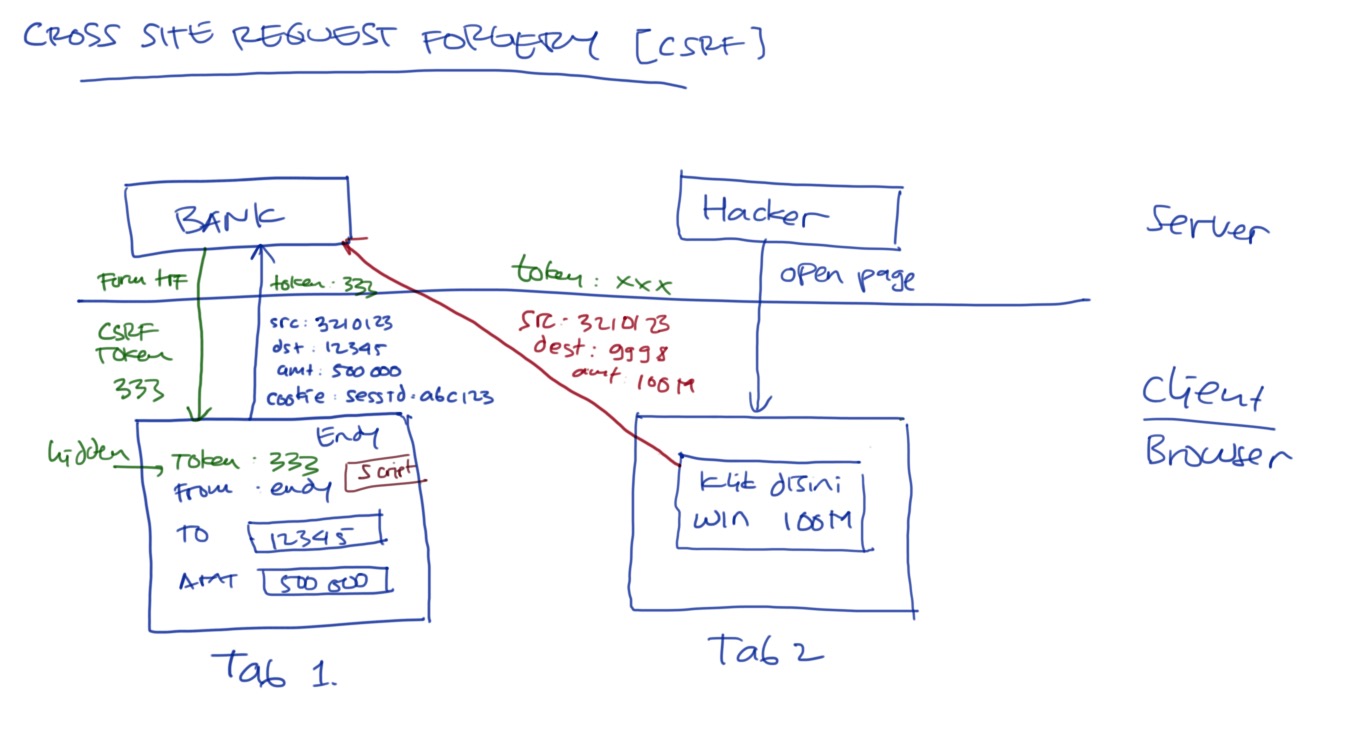 CROSS SITE REQUEST FORGERY [CSRF]
BANK
Hacker
Server
Form TF
token : 333
token : xxx
open page
CSRF
Token
333
src : 3210123
dst : 12345
amt : 500 000
cookie : sessid=abc123
src : 3210123
dest : 9998
amt : 100M
Client
Browser
hidden
Endy
Token : 333
From : endy
Script
TO
12345
AMT
500 000
Klik disini
WIN 100M
Tab 1.
Tab 2